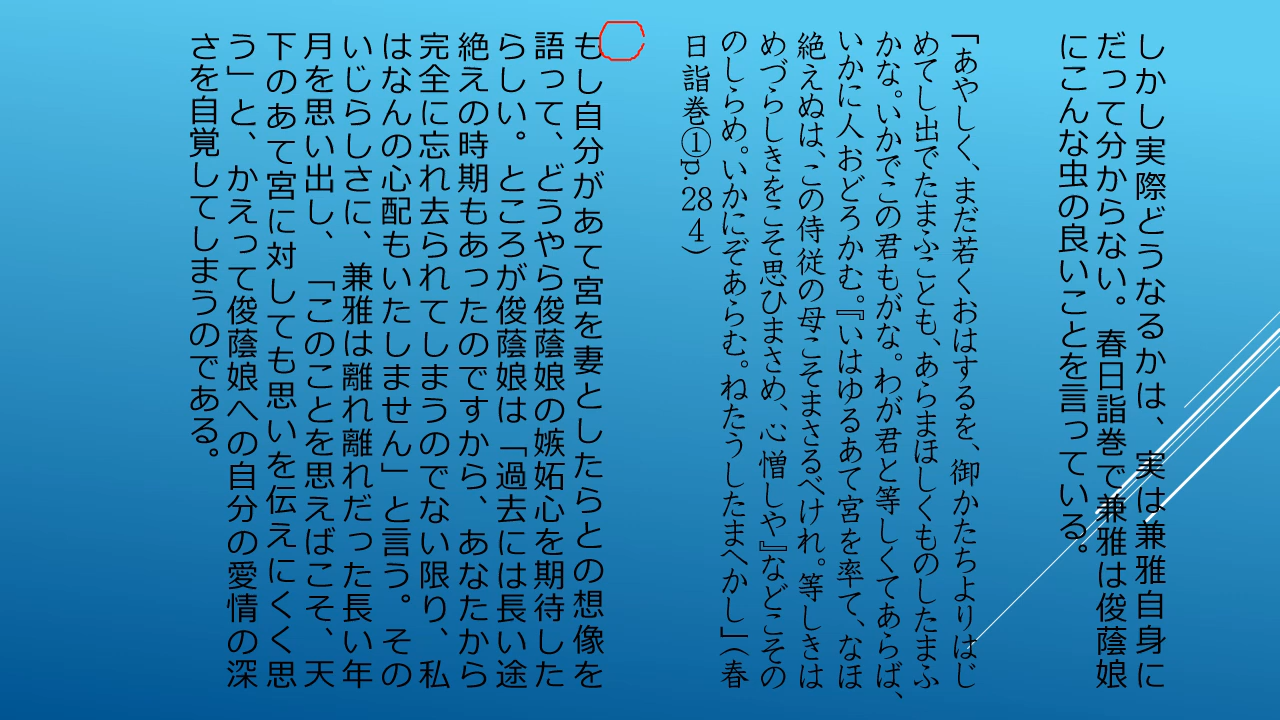 しかし実際どうなるかは、実は兼雅自身に
だって分からない。春日詣巻で兼雅は俊蔭娘
にこんな虫の良いことを言っている。
「あやしく、まだ若くおはするを、御かたちよりはじ
めてし出でたまふことも、あらまほしくものしたまふ
かな。いかでこの君もがな。わが君と等しくてあらば、
いかに人おどろかむ。『いはゆるあて宮を率て、なほ
絶えぬは、この侍従の母こそまさるべけれ。等しきは
めづらしきをこそ思ひまさめ、心憎しや』などこその
のしらめ。いかにぞあらむ。ねたうしたまへかし」（春
日詣巻①p.284）
もし自分があて宮を妻としたらとの想像を
語って、どうやら俊蔭娘の嫉妬心を期待した
らしい。ところが俊蔭娘は「過去には長い途
絶えの時期もあったのですから、あなたから
完全に忘れ去られてしまうのでない限り、私
はなんの心配もいたしません」と言う。その
いじらしさに、兼雅は離れ離れだった長い年
月を思い出し、「このことを思えばこそ、天
下のあて宮に対しても思いを伝えにくく思
う」と、かえって俊蔭娘への自分の愛情の深
さを自覚してしまうのである。